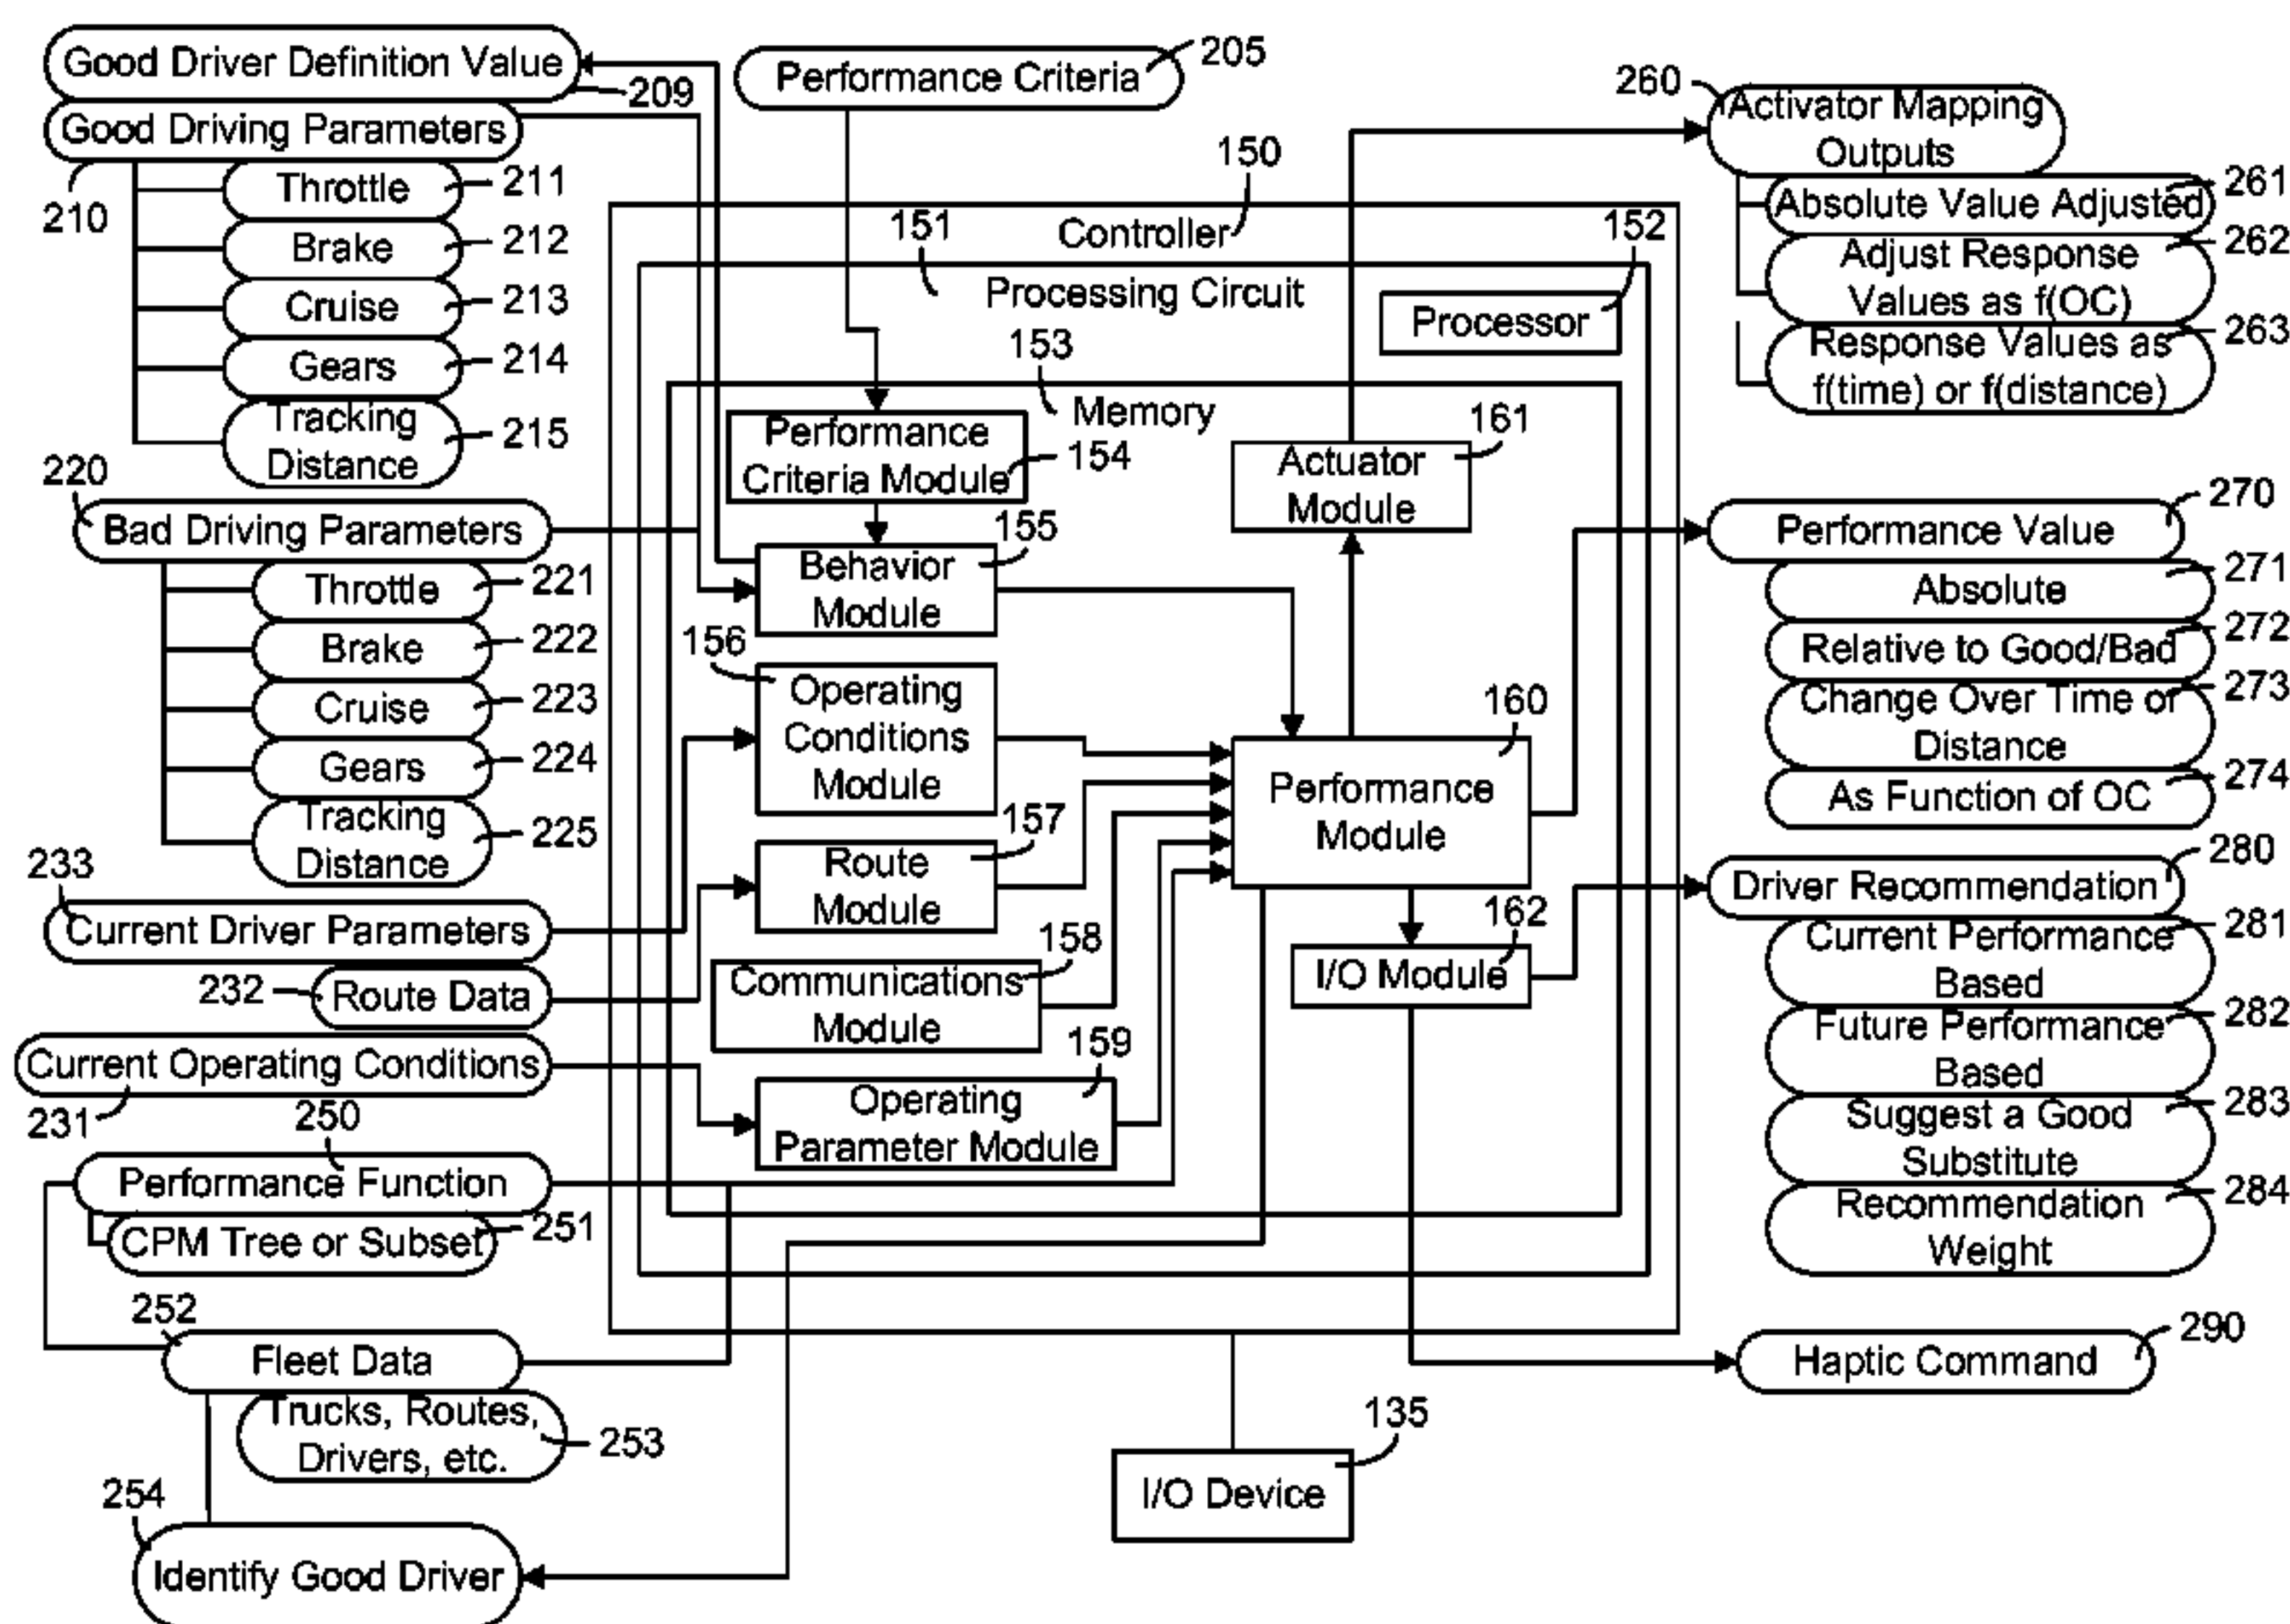 Good Driver Definition Value
209
Good Driving Parameters
210
Throttle
211
Brake
212
Cruise
213
Gears
214
Tracking
Distance
215
220
Bad Driving Parameters
Throttle
221
Brake
222
Cruise
223
Gears
224
Tracking
Distance
225
233
Current Driver Parameters
232
Route Data
Current Operating Conditions
231
250
Performance Function
CPM Tree or Subset
251
252
Fleet Data
Trucks, Routes,
Drivers, etc.
253
254
Identify Good Driver
Performance Criteria
205
150
Controller
151
Processing Circuit
152
Processor
153
Memory
Performance
Criteria Module
154
155
Behavior
Module
156
Operating
Conditions
Module
157
Route
Module
158
Communications
Module
159
Operating
Parameter Module
161
Actuator
Module
160
Performance
Module
162
I/O Module
135
I/O Device
260
Activator Mapping
Outputs
261
Absolute Value Adjusted
262
Adjust Response
Values as f(OC)
263
Response Values as
f(time) or f(distance)
270
Performance Value
271
Absolute
272
Relative to Good/Bad
273
Change Over Time or
Distance
274
As Function of OC
280
Driver Recommendation
281
Current Performance
Based
282
Future Performance
Based
283
Suggest a Good
Substitute
284
Recommendation
Weight
290
Haptic Command